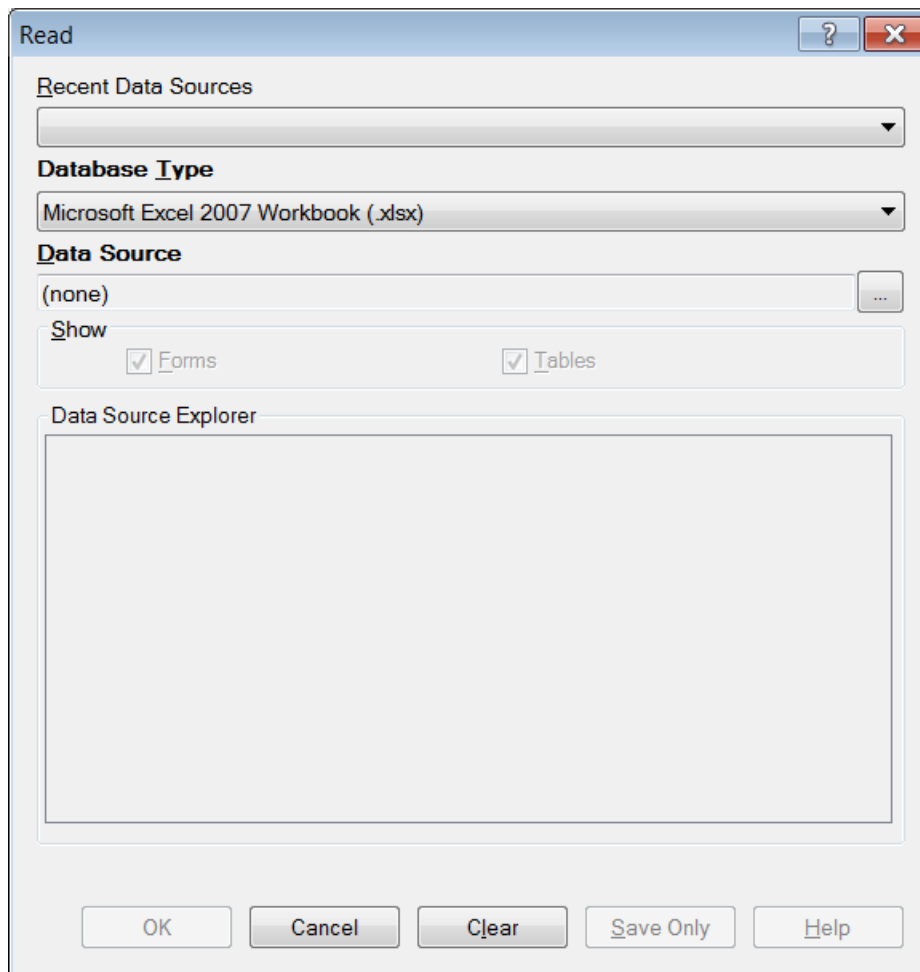 Read
Recent Data Sources
Database Type
Microsoft Excel 2007 Workbook (.xlsx)
Data Source
(none) ...
Show
Forms Tables
Data Source Explorer
OK Cancel Clear Save Only Help